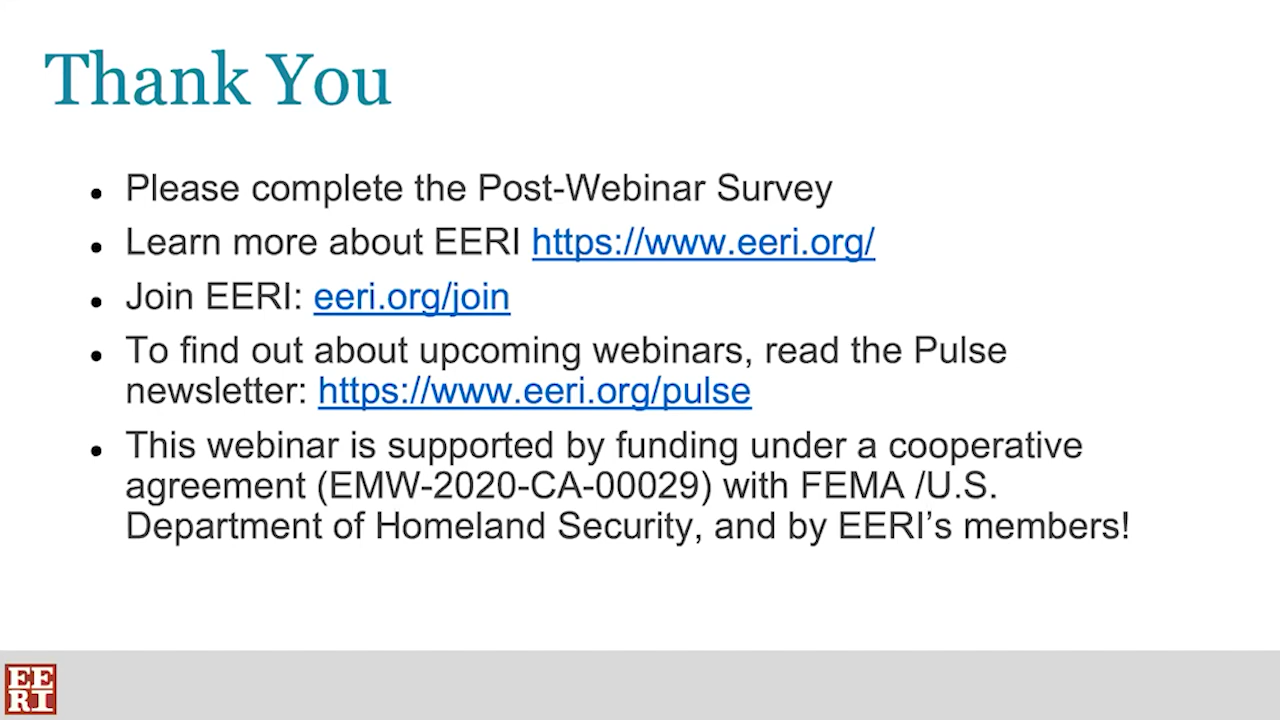 Thank You
Please complete the Post-Webinar Survey
Learn more about EERI https://www.eeri.org/
Join EERI: eeri.org/join
To find out about upcoming webinars, read the Pulse
newsletter: https://www.eeri.org/pulse
This webinar is supported by funding under a cooperative
agreement (EMW-2020-CA-00029) with FEMA /U.S.
Department of Homeland Security, and by EERI’s members!
EE
RI